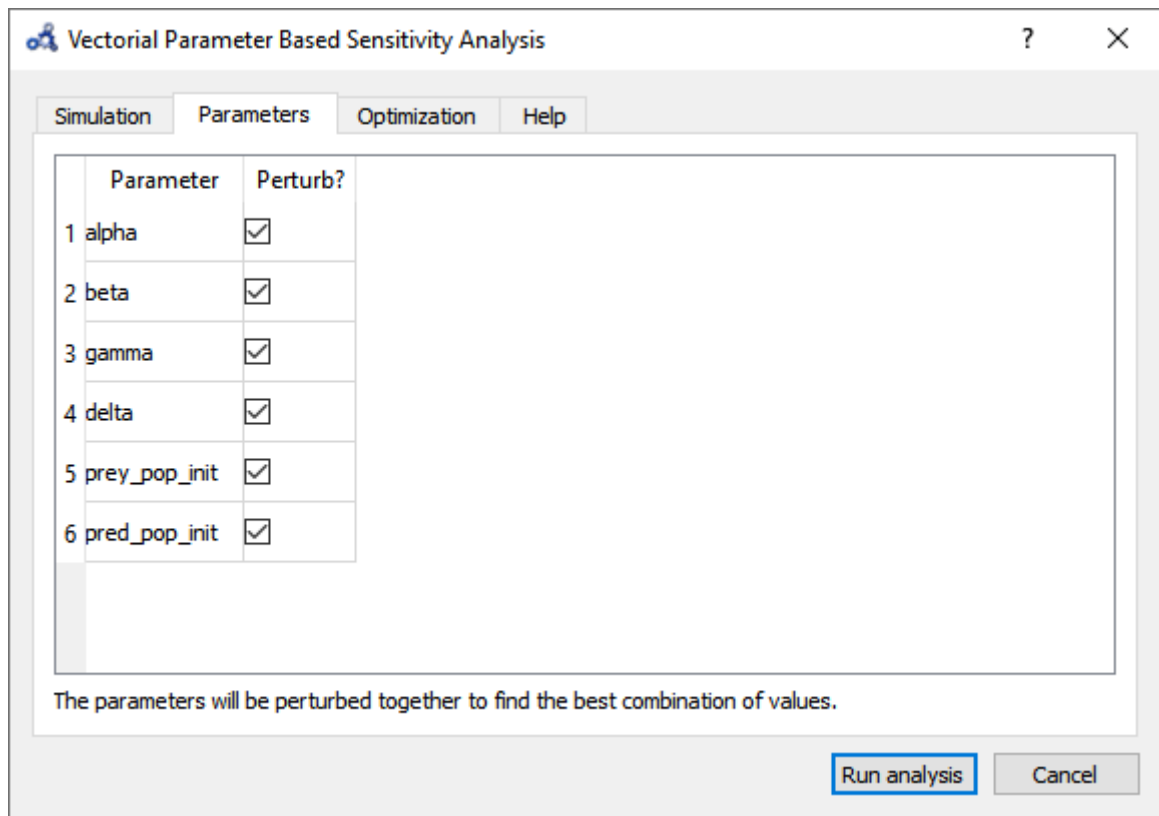 Vectorial Parameter Based Sensitivity Analysis ?
Simulation Parameters Optimization Help
Parameter Perturb?
1 alpha
2 beta
3 gamma
4 delta
5 prey_pop_init
6 pred_pop_init
The parameters will be perturbed together to find the best combination of values.
Run analysis Cancel